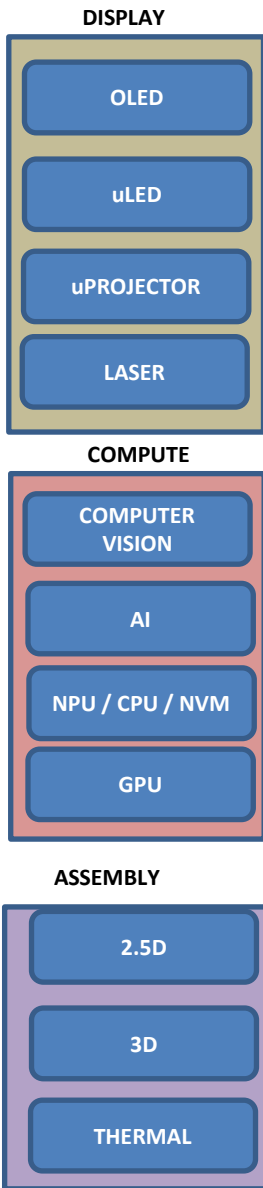 DISPLAY
OLED
uLED
uPROJECTOR
LASER
COMPUTE
COMPUTER
VISION
AI
NPU / CPU / NVM
GPU
ASSEMBLY
2.5D
3D
THERMAL